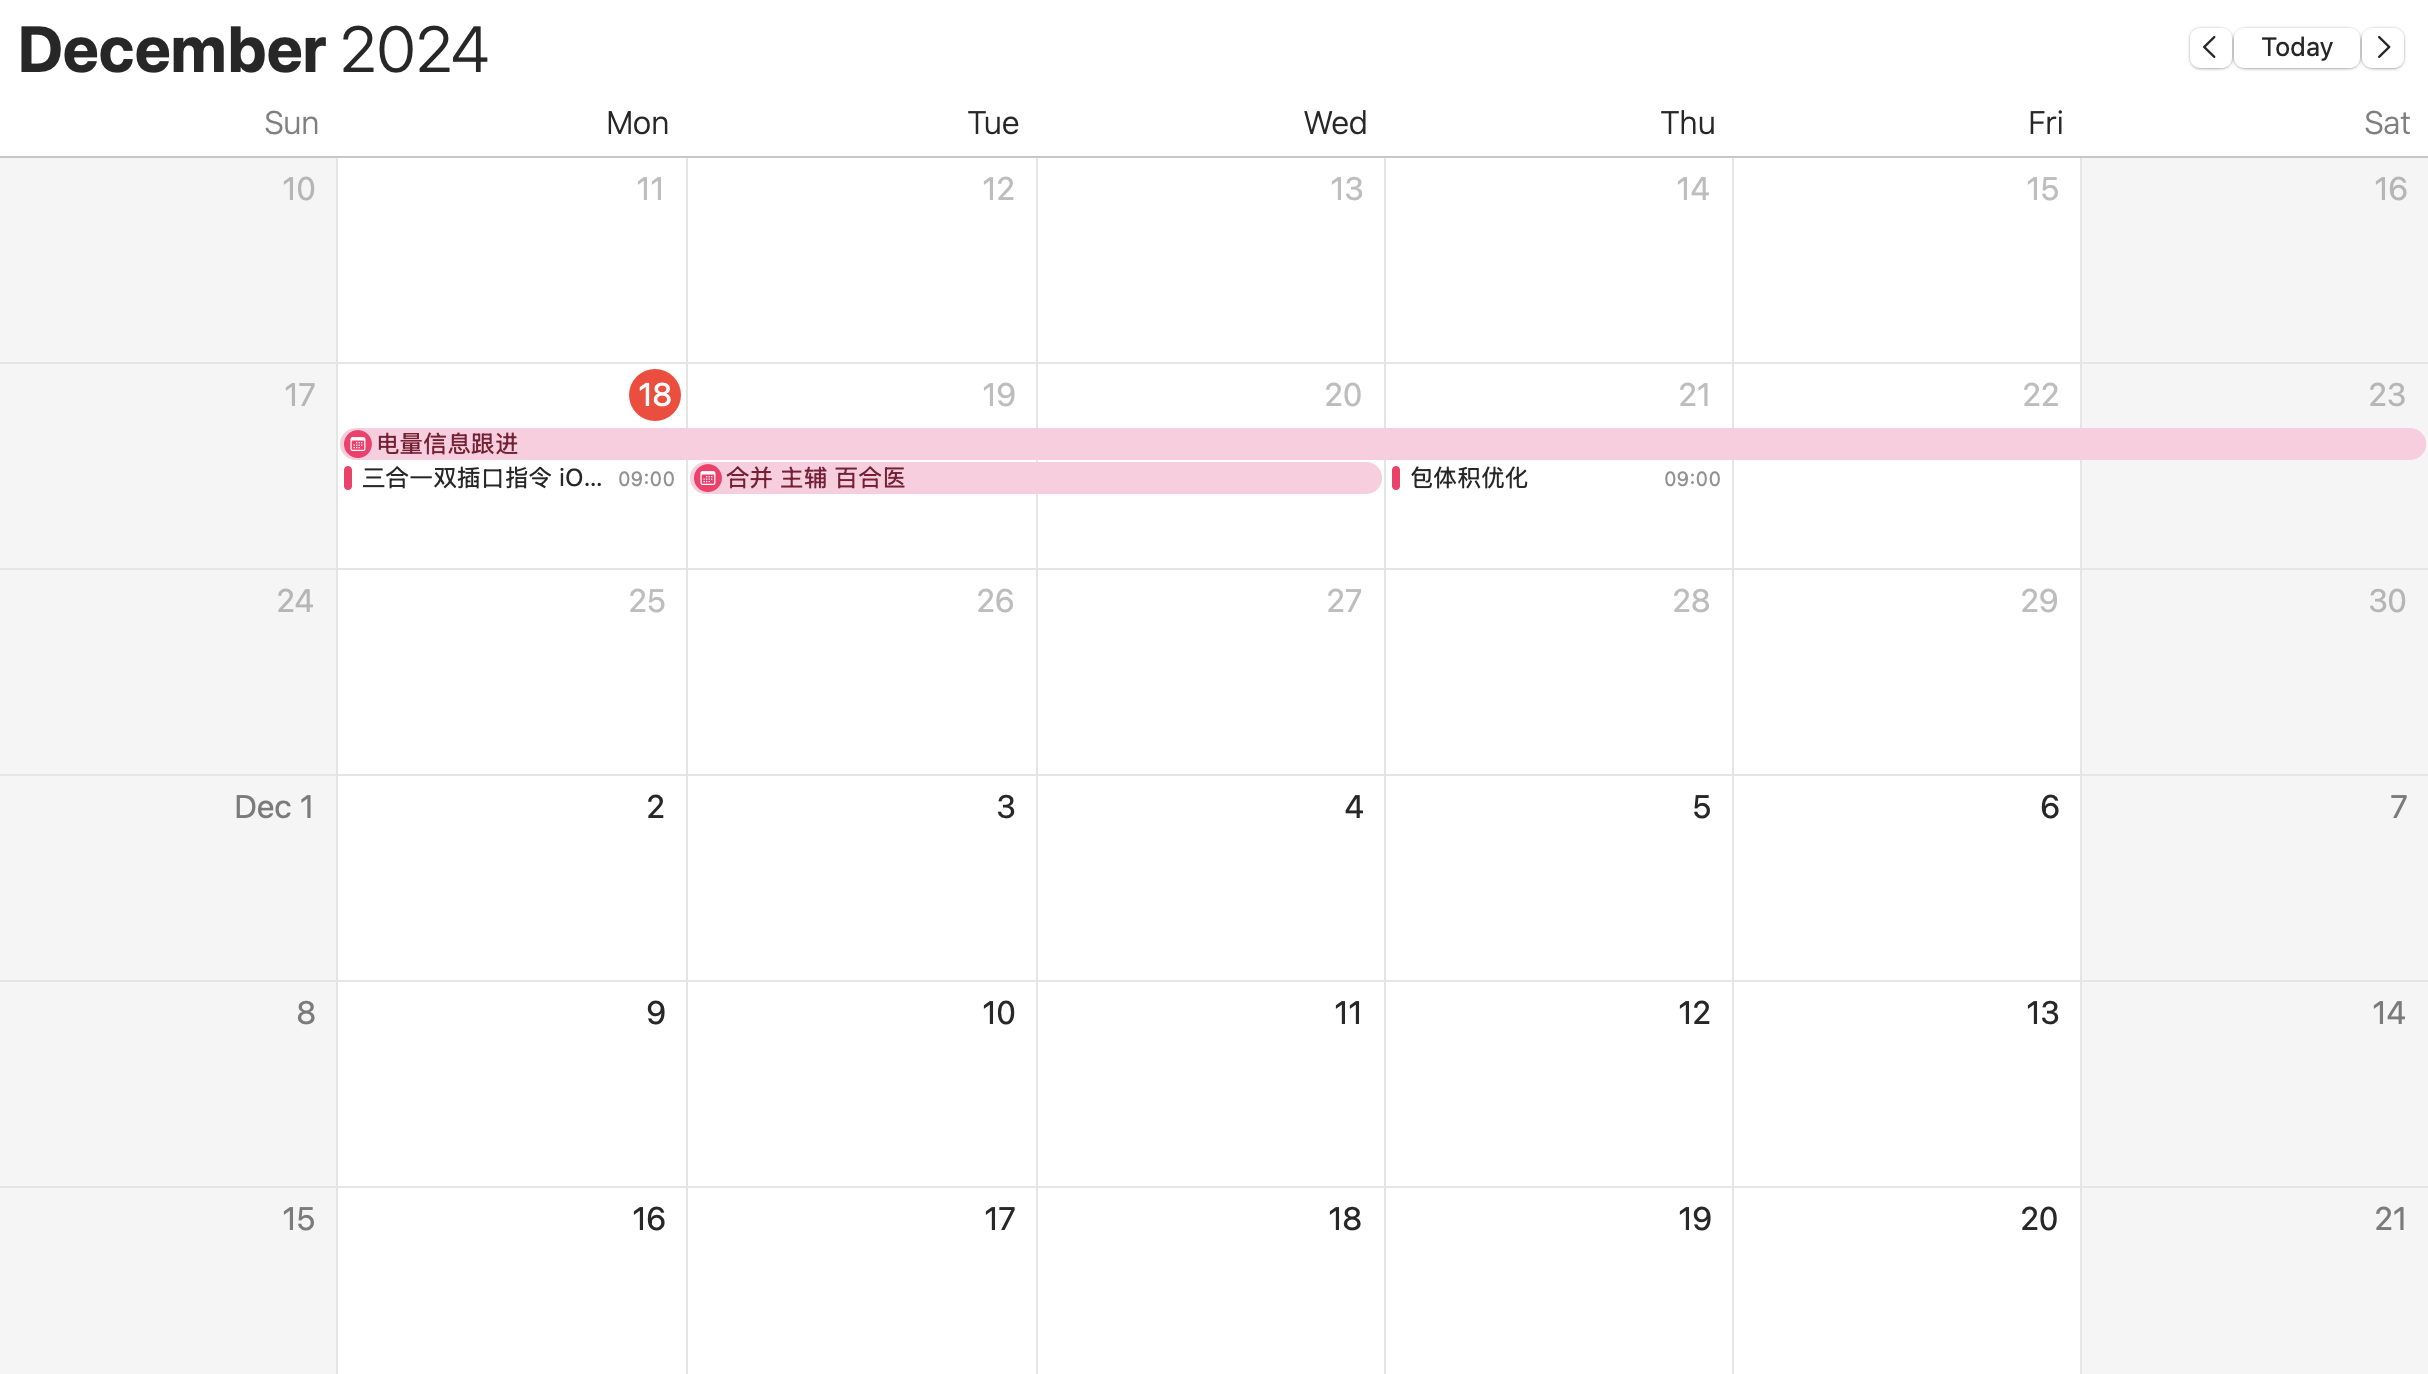 December 2024
Today
Sun Mon Tue Wed Thu Fri Sat
10 11 12 13 14 15 16
17 18 19 20 21 22 23
电量信息跟进
三合一双插口指令 iO... 09:00 合并 主辅 百合医 包体积优化 09:00
24 25 26 27 28 29 30
Dec 1 2 3 4 5 6 7
8 9 10 11 12 13 14
15 16 17 18 19 20 21